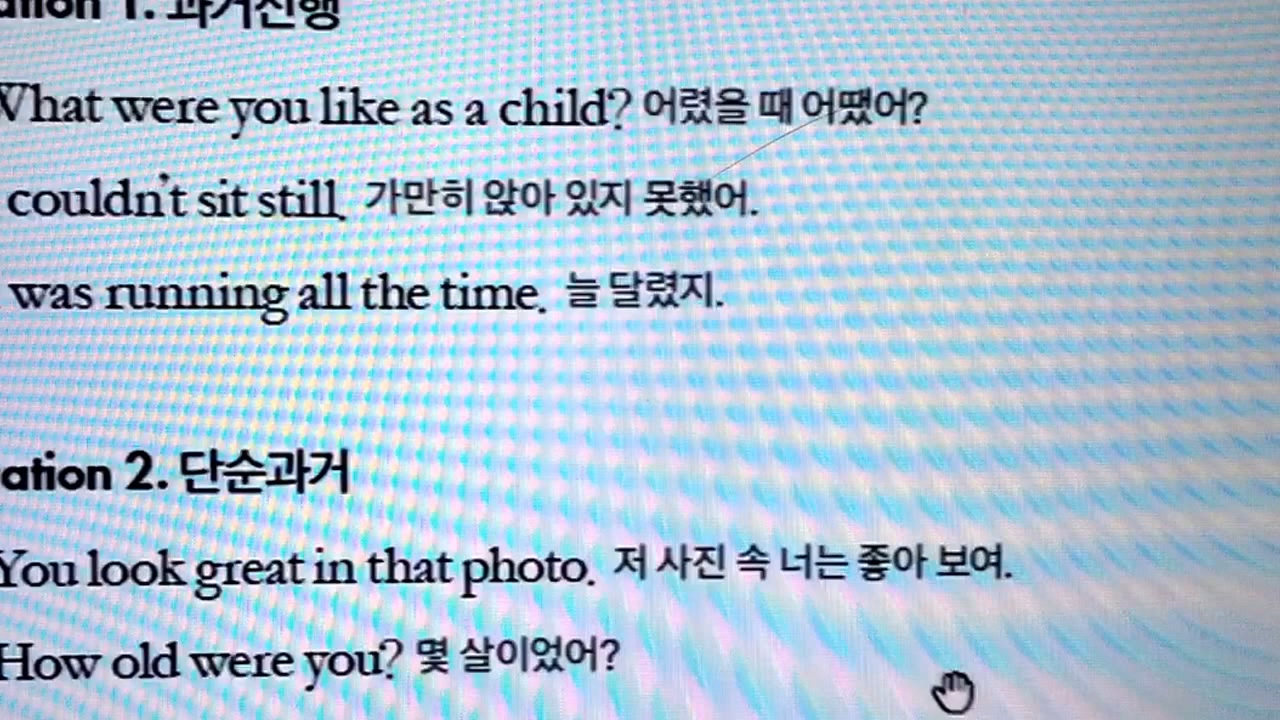 ation 1. 과거진행
What were you like as a child? 어렸을 때 어땠어?
couldn't sit still. 가만히 앉아 있지 못했어.
was running all the time. 늘 달렸지.
ation 2. 단순과거
You look great in that photo. 저 사진 속 너는 좋아 보여.
How old were you? 몇 살이었어?